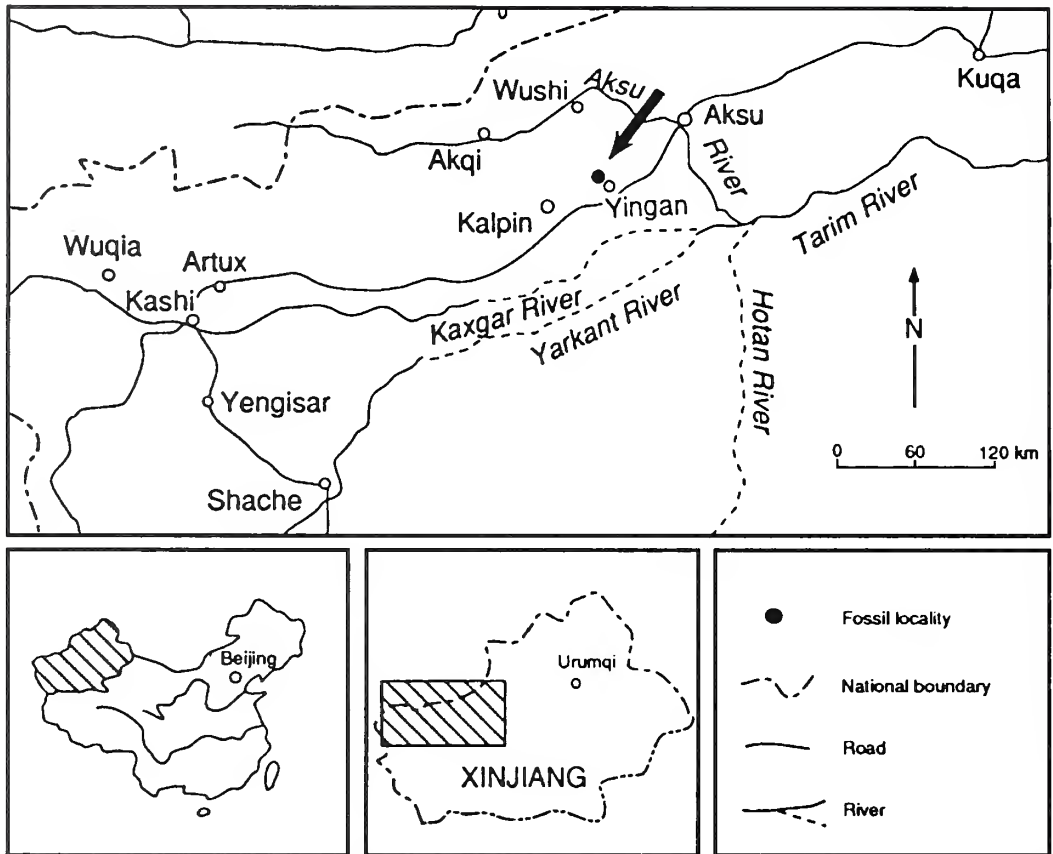 Kuqa
Wushi
Aksu
Aksu
Akqi
River
Yingan
Kalpin
Tarim River
Wuqia
Artux
Kashi
Kaxgar River
Yarkant River
Hotan River
N
Yengisar
0 60 120 km
Shache
Beijing
Urumqi
XINJIANG
Fossil locality
National boundary
Road
River